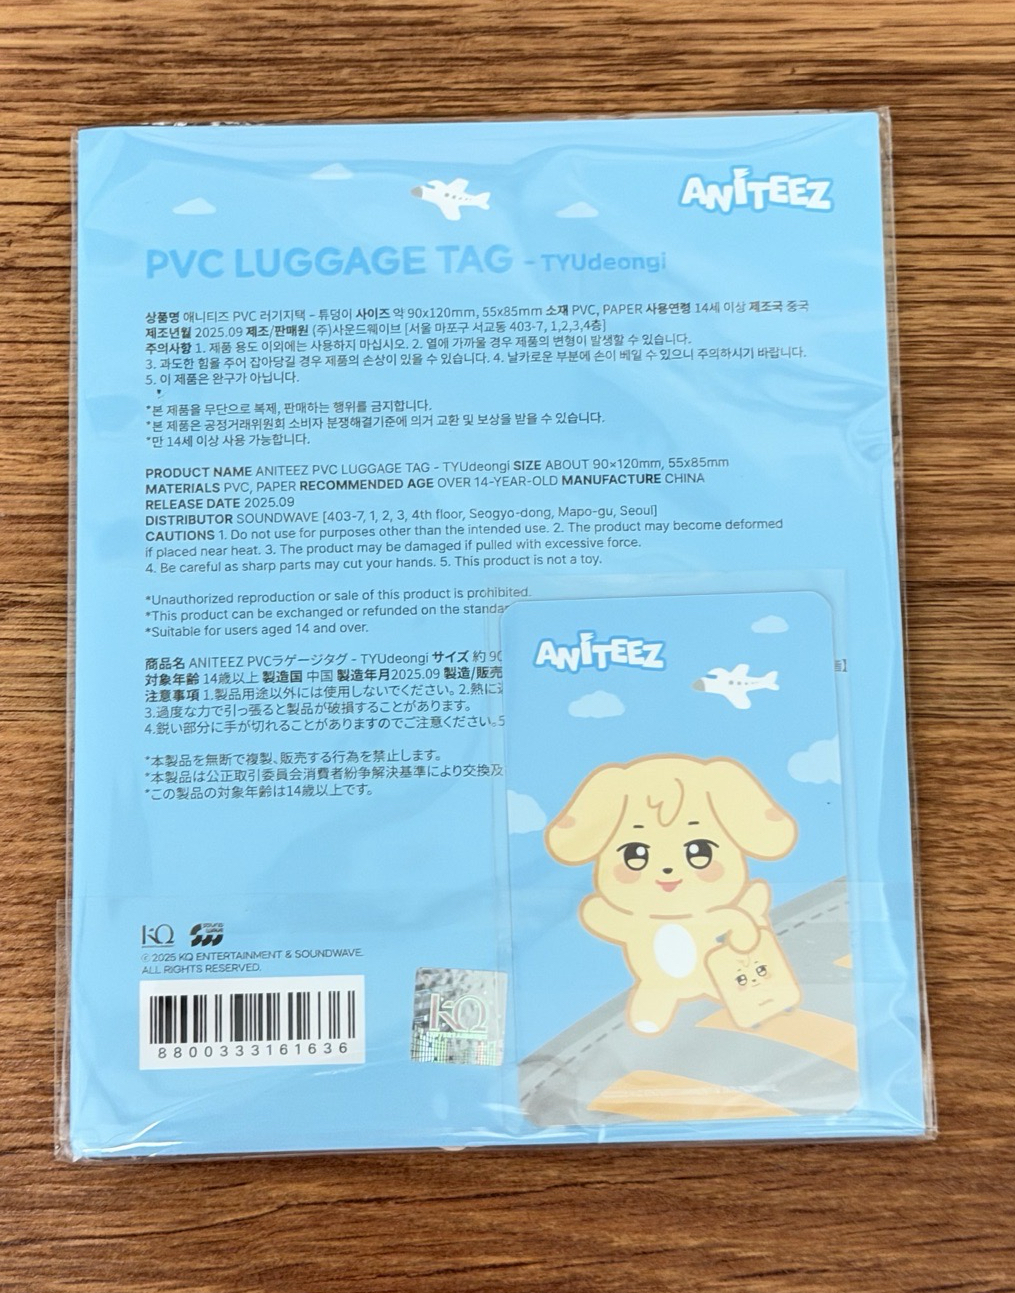 ANITEEZ
PVC LUGGAGE TAG - TYUdeongi
상품명 애니티즈 PVC 러기지택 – 튜덩이 사이즈 약 90x120mm, 55x85mm 소재 PVC, PAPER 사용연령 14세 이상 제조국 중국
제조년월 2025.09 제조/판매원 (주)사운드웨이브 [서울 마포구 서교동 403-7, 1,2,3,4층]
주의사항 1. 제품 용도 이외에는 사용하지 마십시오. 2. 열에 가까울 경우 제품의 변형이 발생할 수 있습니다.
3. 과도한 힘을 주어 잡아당길 경우 제품의 손상이 있을 수 있습니다. 4. 날카로운 부분에 손이 베일 수 있으니 주의하시기 바랍니다.
5. 이 제품은 완구가 아닙니다.
*본 제품을 무단으로 복제, 판매하는 행위를 금지합니다.
*본 제품은 공정거래위원회 소비자 분쟁해결기준에 의거 교환 및 보상을 받을 수 있습니다.
*만 14세 이상 사용 가능합니다.
PRODUCT NAME ANITEEZ PVC LUGGAGE TAG - TYUdeongi SIZE ABOUT 90×120mm, 55x85mm
MATERIALS PVC, PAPER RECOMMENDED AGE OVER 14-YEAR-OLD MANUFACTURE CHINA
RELEASE DATE 2025.09
DISTRIBUTOR SOUNDWAVE [403-7, 1, 2, 3, 4th floor, Seogyo-dong, Mapo-gu, Seoul]
CAUTIONS 1. Do not use for purposes other than the intended use. 2. The product may become deformed
if placed near heat. 3. The product may be damaged if pulled with excessive force.
4. Be careful as sharp parts may cut your hands. 5. This product is not a toy.
*Unauthorized reproduction or sale of this product is prohibited.
*This product can be exchanged or refunded on the
*Suitable for users aged 14 and over.
商品名 ANITEEZ PVCラゲージタグ - TYUdeongi サイズ 約 90
対象年齢 14歳以上 製造国 中国 製造年月2025.09 製造/販売
注意事項 1.製品用途以外には使用しないでください。2.熱に
3.過度な力で引っ張ると製品が破損することがあります。
4.鋭い部分に手が切れることがありますのでご注意ください。5
*本製品を無断で複製、販売する行為を禁止します。
*本製品は公正取引委員会消費者紛争解決基準により交換及
*この製品の対象年齢は14歳以上です。
ANITEEZ
KQ SOUND WAVE
ⓒ 2025 KQ ENTERTAINMENT & SOUNDWAVE.
ALL RIGHTS RESERVED.
8800333161636
KQ